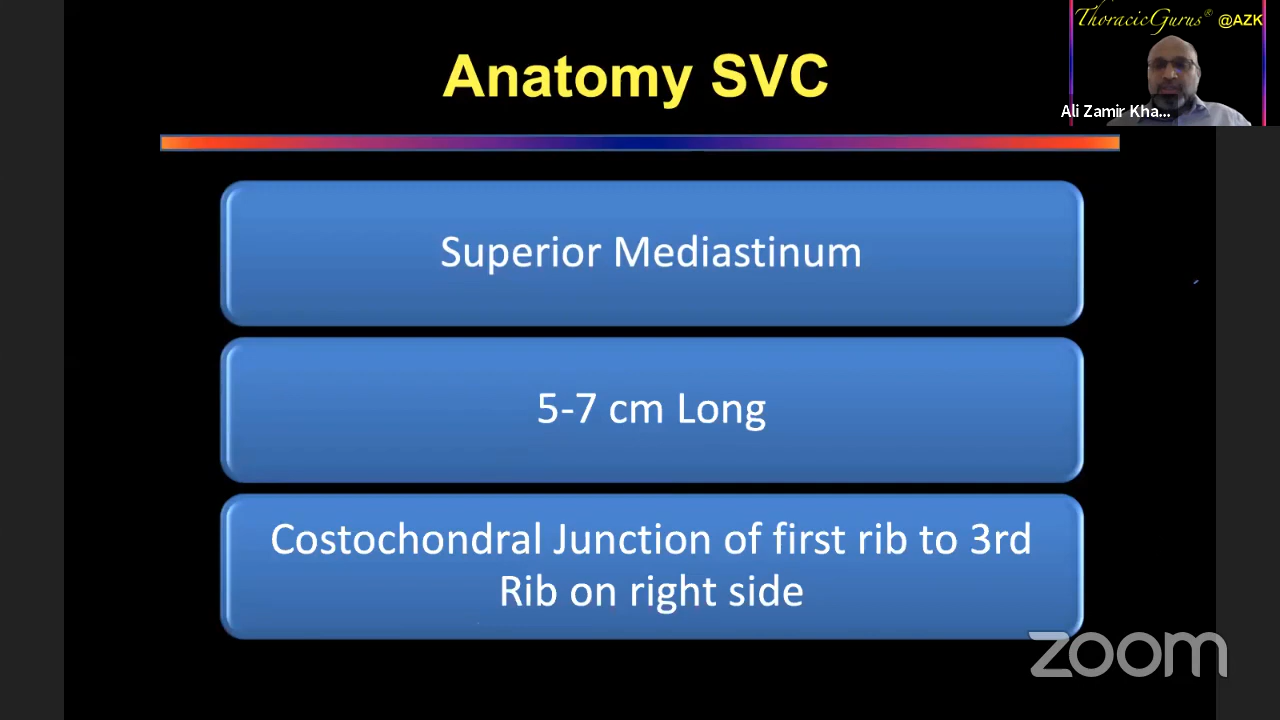 ThoracicGurus® @AZK
Anatomy SVC
Ali Zamir Kha...
Superior Mediastinum
5-7 cm Long
Costochondral Junction of first rib to 3rd
Rib on right side
zoom